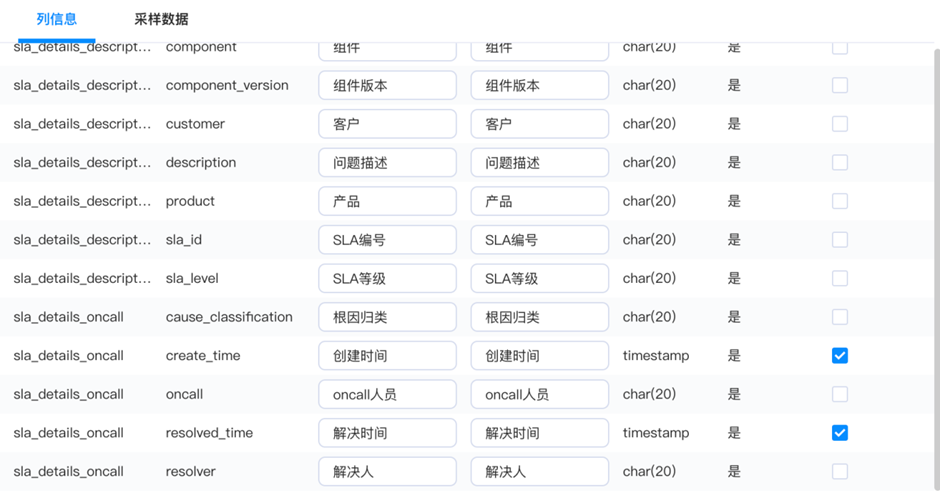 列信息 采样数据
sla_details_descript... component 组件 组件 char(20) 是
sla_details_descript... component_version 组件版本 组件版本 char(20) 是
sla_details_descript... customer 客户 客户 char(20) 是
sla_details_descript... description 问题描述 问题描述 char(20) 是
sla_details_descript... product 产品 产品 char(20) 是
sla_details_descript... sla_id SLA编号 SLA编号 char(20) 是
sla_details_descript... sla_level SLA等级 SLA等级 char(20) 是
sla_details_oncall cause_classification 根因归类 根因归类 char(20) 是
sla_details_oncall create_time 创建时间 创建时间 timestamp 是
sla_details_oncall oncall oncall人员 oncall人员 char(20) 是
sla_details_oncall resolved_time 解决时间 解决时间 timestamp 是
sla_details_oncall resolver 解决人 解决人 char(20) 是